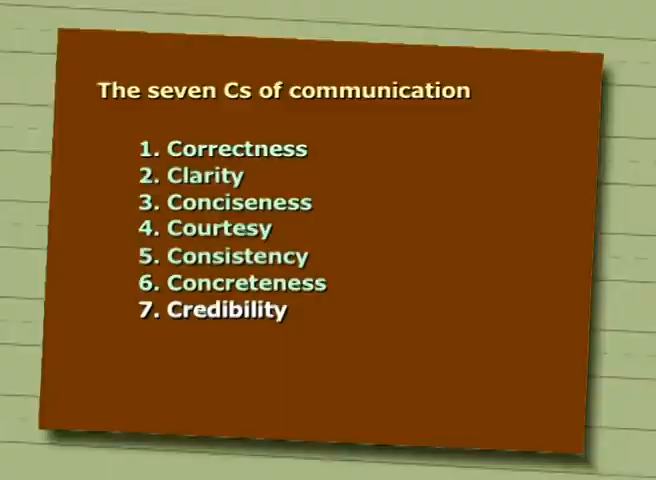 The seven Cs of communication
1. Correctness
2. Clarity
3. Conciseness
4. Courtesy
5. Consistency
6. Concreteness
7. Credibility